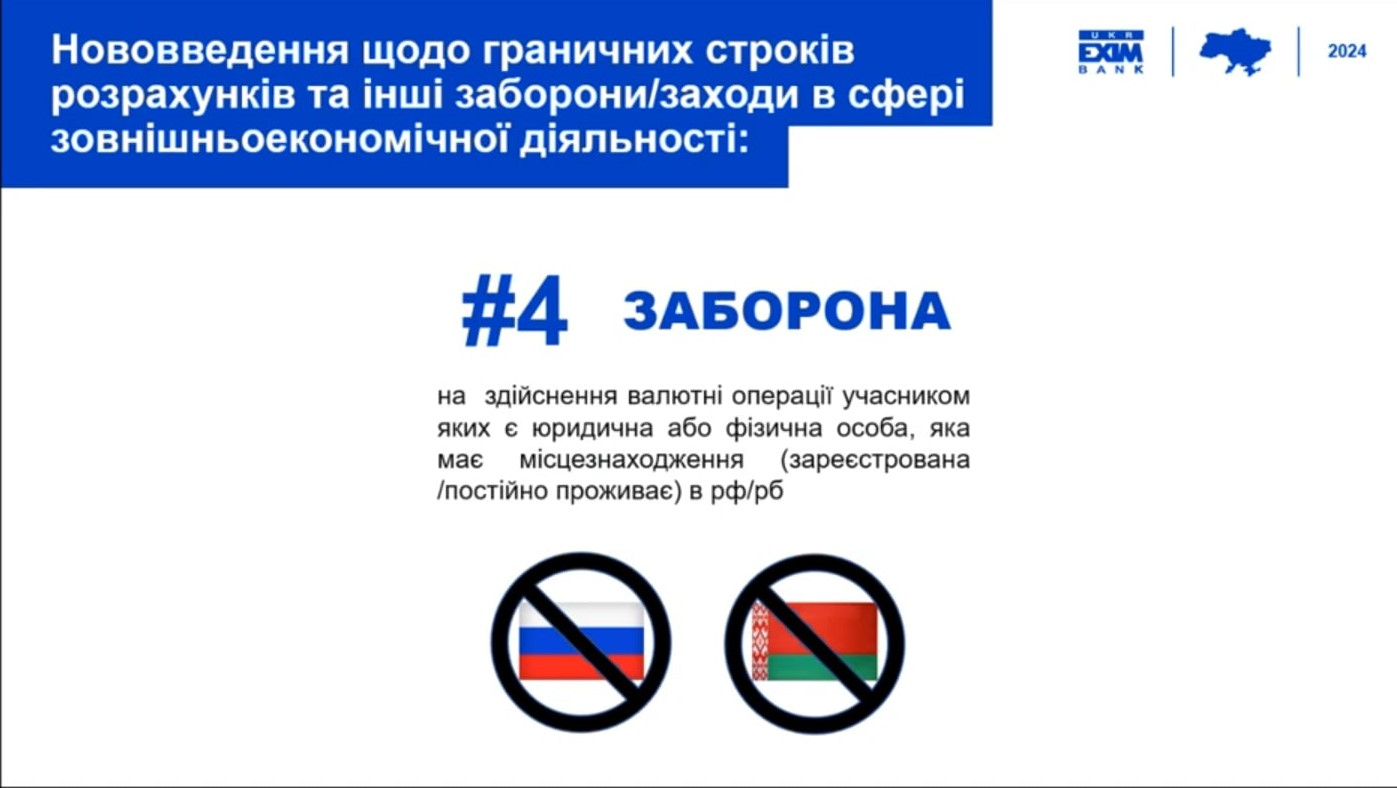 Нововведення щодо граничних строків
розрахунків та інші заборони/заходи в сфері
зовнішньоекономічної діяльності:
UKR
EXIM
BANK
2024
#4 ЗАБОРОНА
на здійснення валютні операції учасником
яких є юридична або фізична особа, яка
має місцезнаходження (зареєстрована
/постійно проживає) в рф/рб